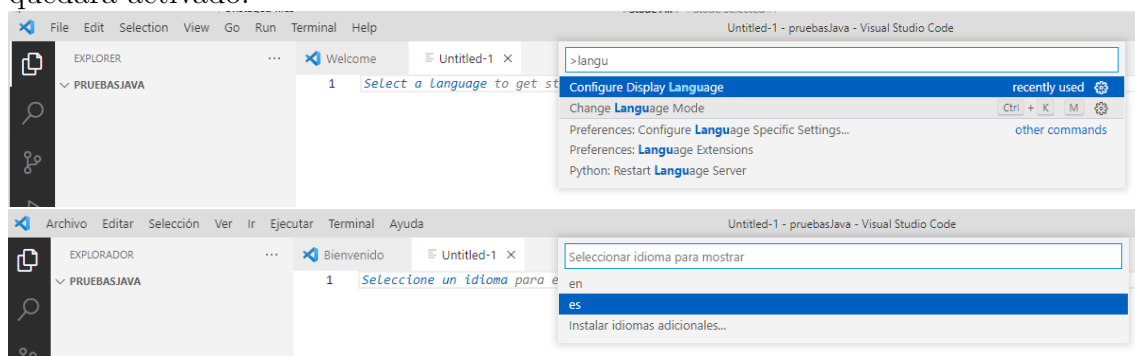 quedará activado.
File Edit Selection View Go Run Terminal Help Untitled-1 - pruebasJava - Visual Studio Code
EXPLORER ... Welcome Untitled-1 × >langu
PRUEBASJAVA 1 Select a language to get st Configure Display Language recently used
Change Language Mode Ctrl + K M
Preferences: Configure Language Specific Settings... other commands
Preferences: Language Extensions
Python: Restart Language Server
Archivo Editar Selección Ver Ir Ejecutar Terminal Ayuda Untitled-1 - pruebasJava - Visual Studio Code
EXPLORADOR ... Bienvenido Untitled-1 × Seleccionar idioma para mostrar
PRUEBASJAVA 1 Seleccione un idioma para e en
es
Instalar idiomas adicionales...